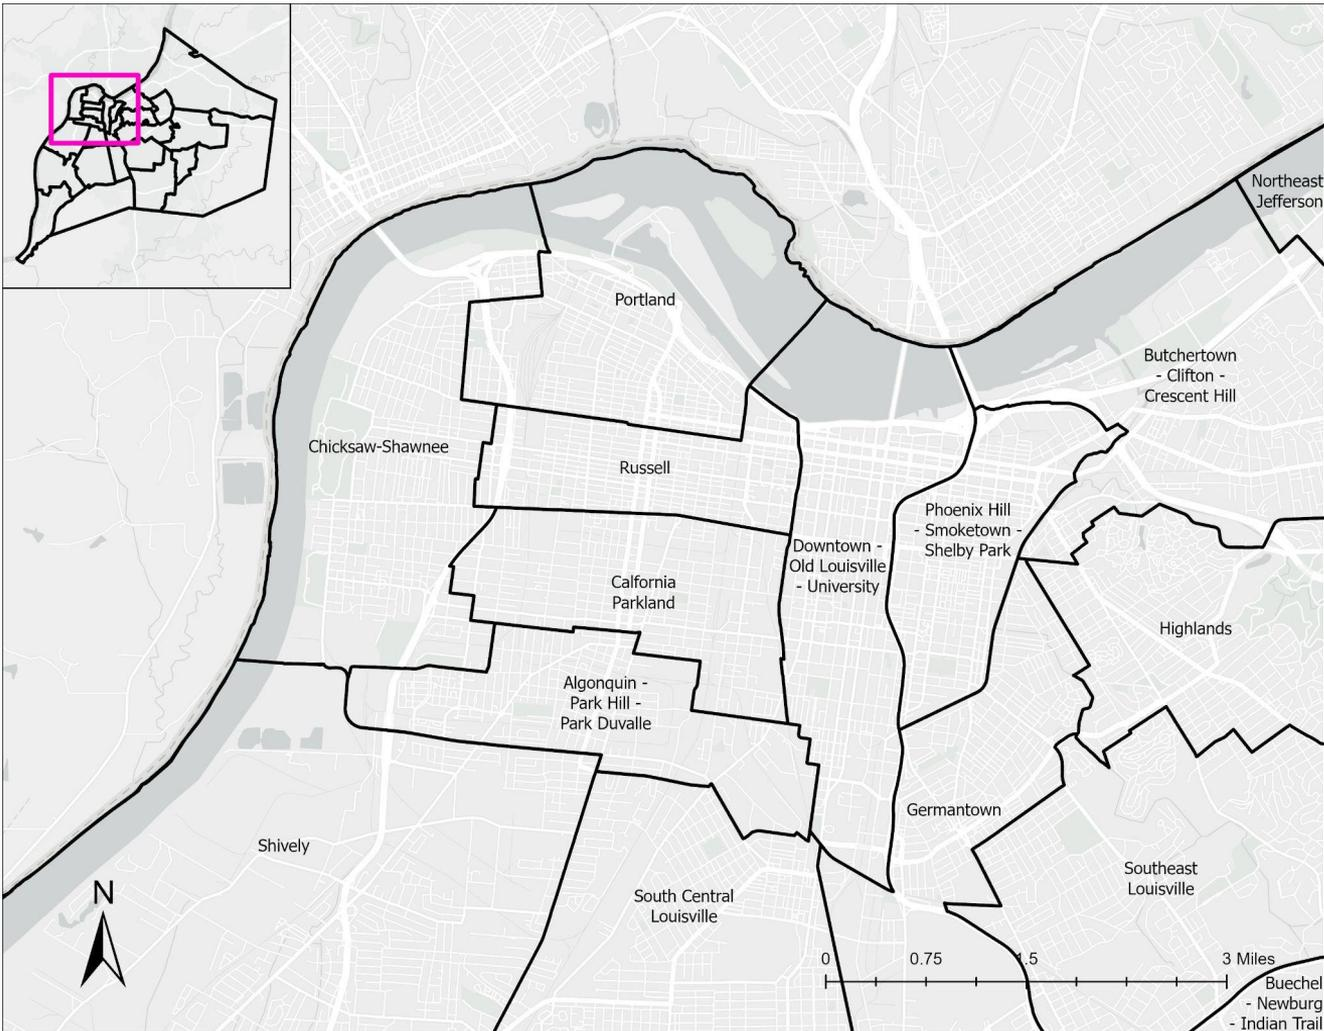 Northeast
Jefferson
Portland
Butchertown
- Clifton -
Crescent Hill
Chicksaw-Shawnee
Russell
Phoenix Hill
- Smoketown -
Shelby Park
Downtown -
Old Louisville
- University
Calfornia
Parkland
Highlands
Algonquin -
Park Hill -
Park Duvalle
Germantown
Shively
Southeast
Louisville
South Central
Louisville
N
0 0.75 1.5 3 Miles
Buechel
- Newburg
- Indian Trail